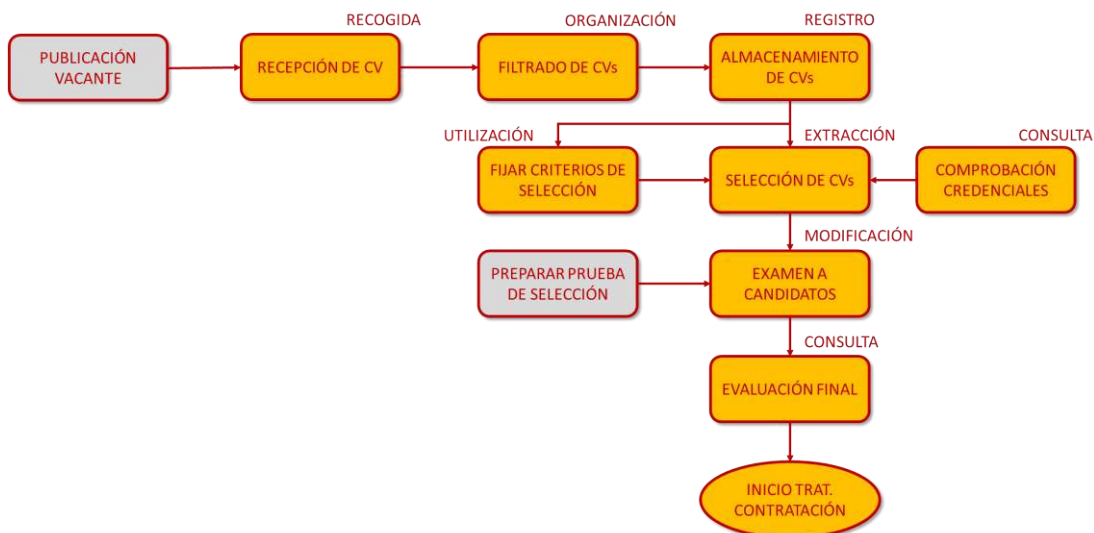 RECOGIDA
ORGANIZACIÓN
REGISTRO
PUBLICACIÓN
VACANTE
RECEPCIÓN DE CV
FILTRADO DE CVs
ALMACENAMIENTO
DE CVs
UTILIZACIÓN
EXTRACCIÓN
CONSULTA
FIJAR CRITERIOS DE
SELECCIÓN
SELECCIÓN DE CVs
COMPROBACIÓN
CREDENCIALES
MODIFICACIÓN
PREPARAR PRUEBA
DE SELECCIÓN
EXAMEN A
CANDIDATOS
CONSULTA
EVALUACIÓN FINAL
INICIO TRAT.
CONTRATACIÓN